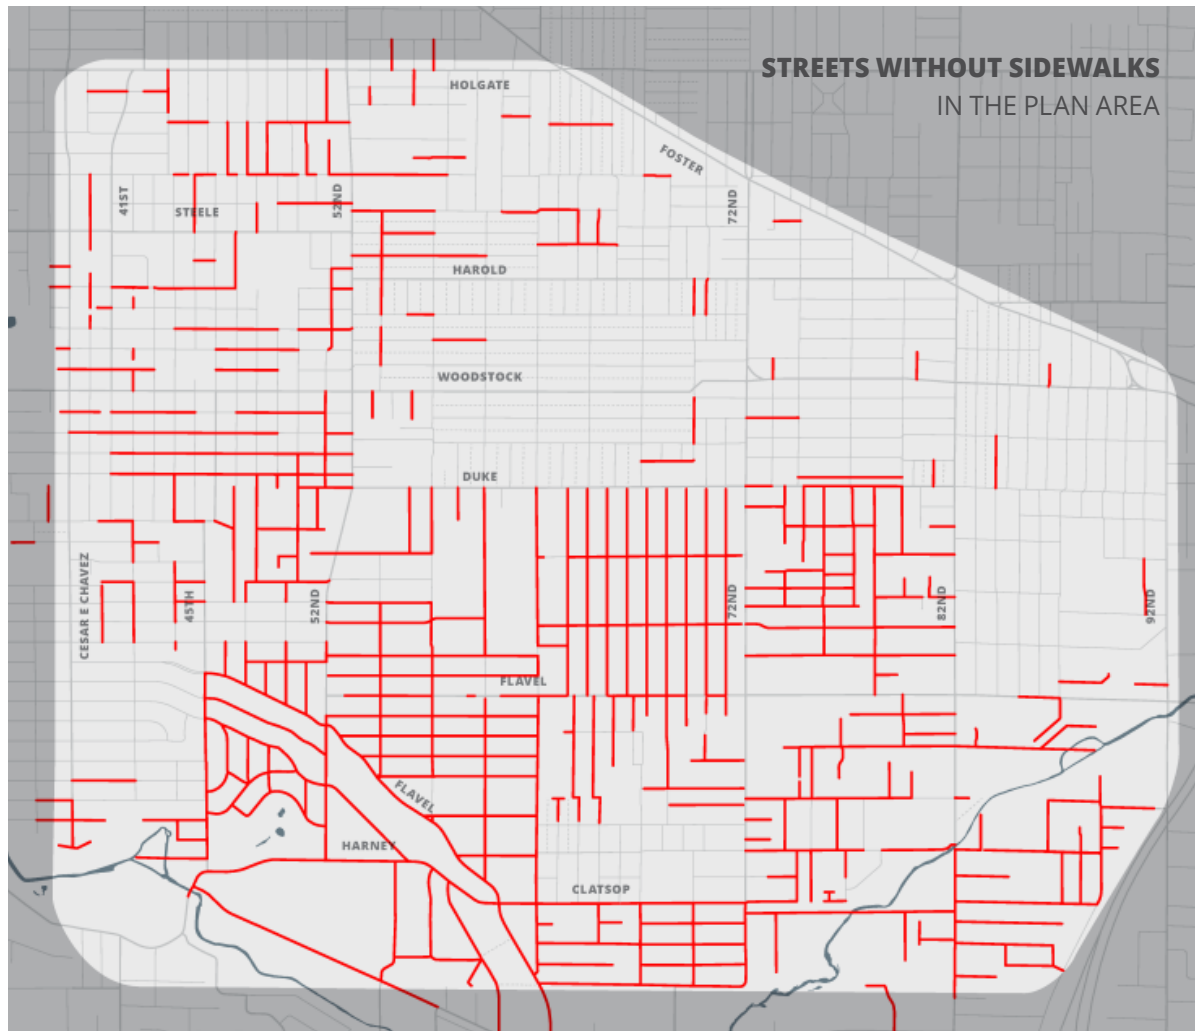 STREETS WITHOUT SIDEWALKS
IN THE PLAN AREA
HOLGATE
FOSTER
41ST
STEELE
52ND
72ND
HAROLD
WOODSTOCK
DUKE
CESAR E CHAVEZ
45TH
52ND
72ND
82ND
92ND
FLAVEL
FLAVEL
HARNEY
CLATSOP